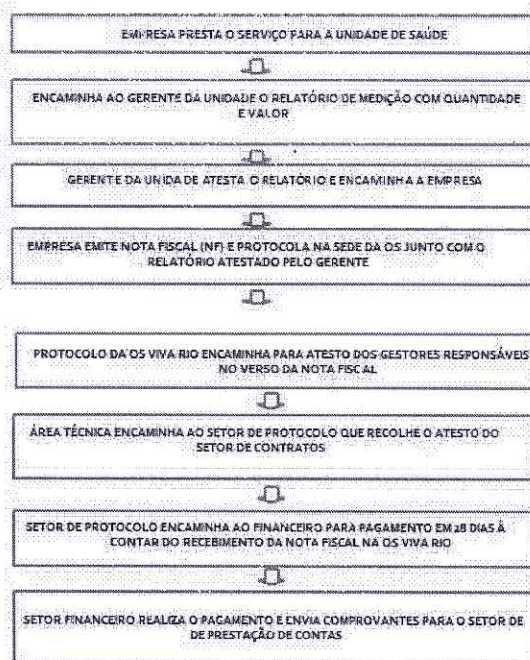 EMPRESA PRESTA O SERVIÇO PARA A UNIDADE DE SAÚDE
ENCAMINHA AO GERENTE DA UNIDADE O RELATÓRIO DE MEDIÇÃO COM QUANTIDADE
E VALOR
GERENTE DA UNIDADE ATESTA O RELATÓRIO E ENCAMINHA A EMPRESA
EMPRESA EMITE NOTA FISCAL (NF) E PROTOCOLA NA SEDE DA OS JUNTO COM O
RELATÓRIO ATESTADO PELO GERENTE
PROTOCOLO DA OS VIVA RIO ENCAMINHA PARA ATESTO DOS GESTORES RESPONSÁVEIS
NO VERSO DA NOTA FISCAL
ÁREA TÉCNICA ENCAMINHA AO SETOR DE PROTOCOLO QUE RECOLHE O ATESTO DO
SETOR DE CONTRATOS
SETOR DE PROTOCOLO ENCAMINHA AO FINANCEIRO PARA PAGAMENTO EM 28 DIAS À
CONTAR DO RECEBIMENTO DA NOTA FISCAL NA OS VIVA RIO
SETOR FINANCEIRO REALIZA O PAGAMENTO E ENVIA COMPROVANTES PARA O SETOR DE
DE PRESTAÇÃO DE CONTAS